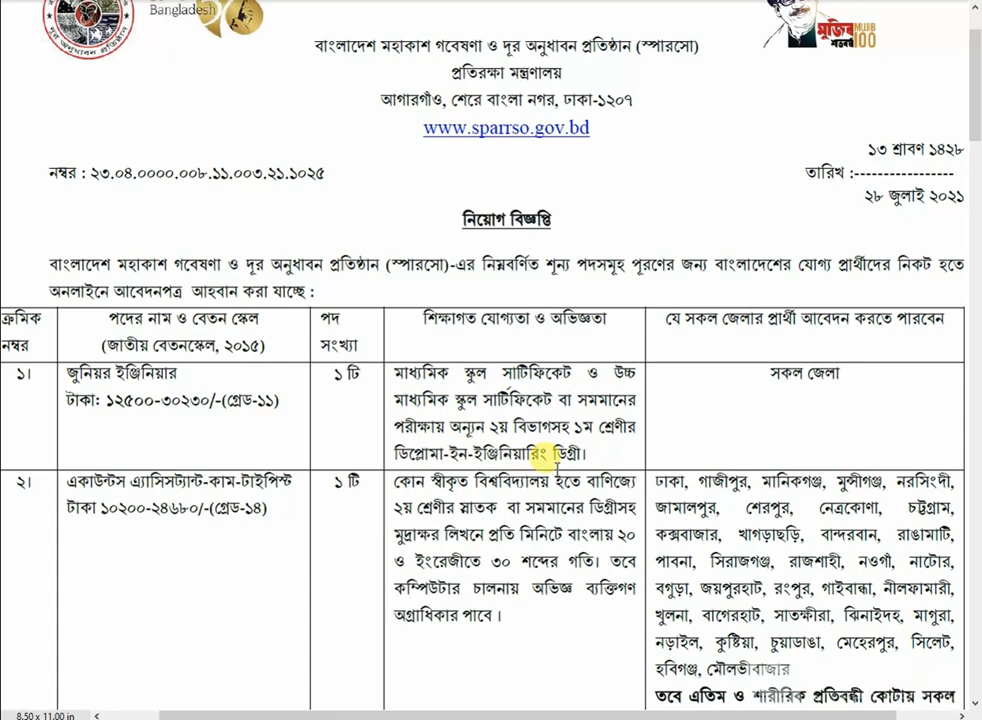 Bangladesh
দূর অনুধাবন প্রতিষ্ঠান
মুজিব MUJIB
শতবর্ষ 100
বাংলাদেশ মহাকাশ গবেষণা ও দূর অনুধাবন প্রতিষ্ঠান (স্পারসো)
প্রতিরক্ষা মন্ত্রণালয়
আগারগাঁও, শেরে বাংলা নগর, ঢাকা-১২০৭
www.sparrso.gov.bd
১৩ শ্রাবণ ১৪২৮
নম্বর : ২৩.০৪.০০০০.০০৮.১১.০০৩.২১.১০২৫
তারিখ :-----------------
২৮ জুলাই ২০২১
নিয়োগ বিজ্ঞপ্তি
বাংলাদেশ মহাকাশ গবেষণা ও দূর অনুধাবন প্রতিষ্ঠান (স্পারসো)-এর নিম্নবর্ণিত শূন্য পদসমূহ পূরণের জন্য বাংলাদেশের যোগ্য প্রার্থীদের নিকট হতে
অনলাইনে আবেদনপত্র আহবান করা যাচ্ছে :
ক্রমিক
নম্বর
পদের নাম ও বেতন স্কেল
(জাতীয় বেতনস্কেল, ২০১৫)
পদ
সংখ্যা
শিক্ষাগত যোগ্যতা ও অভিজ্ঞতা
যে সকল জেলার প্রার্থী আবেদন করতে পারবেন
১।
জুনিয়র ইঞ্জিনিয়ার
টাকা: ১২৫০০-৩০২৩০/-(গ্রেড-১১)
১ টি
মাধ্যমিক স্কুল সার্টিফিকেট ও উচ্চ
মাধ্যমিক স্কুল সার্টিফিকেট বা সমমানের
পরীক্ষায় অন্যূন ২য় বিভাগসহ ১ম শ্রেণীর
ডিপ্লোমা-ইন-ইঞ্জিনিয়ারিং ডিগ্রী।
সকল জেলা
২।
একাউন্টস এ্যাসিসট্যান্ট-কাম-টাইপিস্ট
টাকা ১০২০০-২৪৬৮০/-(গ্রেড-১৪)
১ টি
কোন স্বীকৃত বিশ্ববিদ্যালয় হতে বাণিজ্যে
২য় শ্রেণীর স্নাতক বা সমমানের ডিগ্রীসহ
মুদ্রাক্ষর লিখনে প্রতি মিনিটে বাংলায় ২০
ও ইংরেজীতে ৩০ শব্দের গতি। তবে
কম্পিউটার চালনায় অভিজ্ঞ ব্যক্তিগণ
অগ্রাধিকার পাবে ।
ঢাকা, গাজীপুর, মানিকগঞ্জ, মুন্সীগঞ্জ, নরসিংদী,
জামালপুর, শেরপুর, নেত্রকোণা, চট্টগ্রাম,
কক্সবাজার, খাগড়াছড়ি, বান্দরবান, রাঙামাটি,
পাবনা, সিরাজগঞ্জ, রাজশাহী, নওগাঁ, নাটোর,
বগুড়া, জয়পুরহাট, রংপুর, গাইবান্ধা, নীলফামারী,
খুলনা, বাগেরহাট, সাতক্ষীরা, ঝিনাইদহ, মাগুরা,
নড়াইল, কুষ্টিয়া, চুয়াডাঙা, মেহেরপুর, সিলেট,
হবিগঞ্জ, মৌলভীবাজার
তবে এতিম ও শারীরিক প্রতিবন্ধী কোটায় সকল
8.50 x 11.00 in